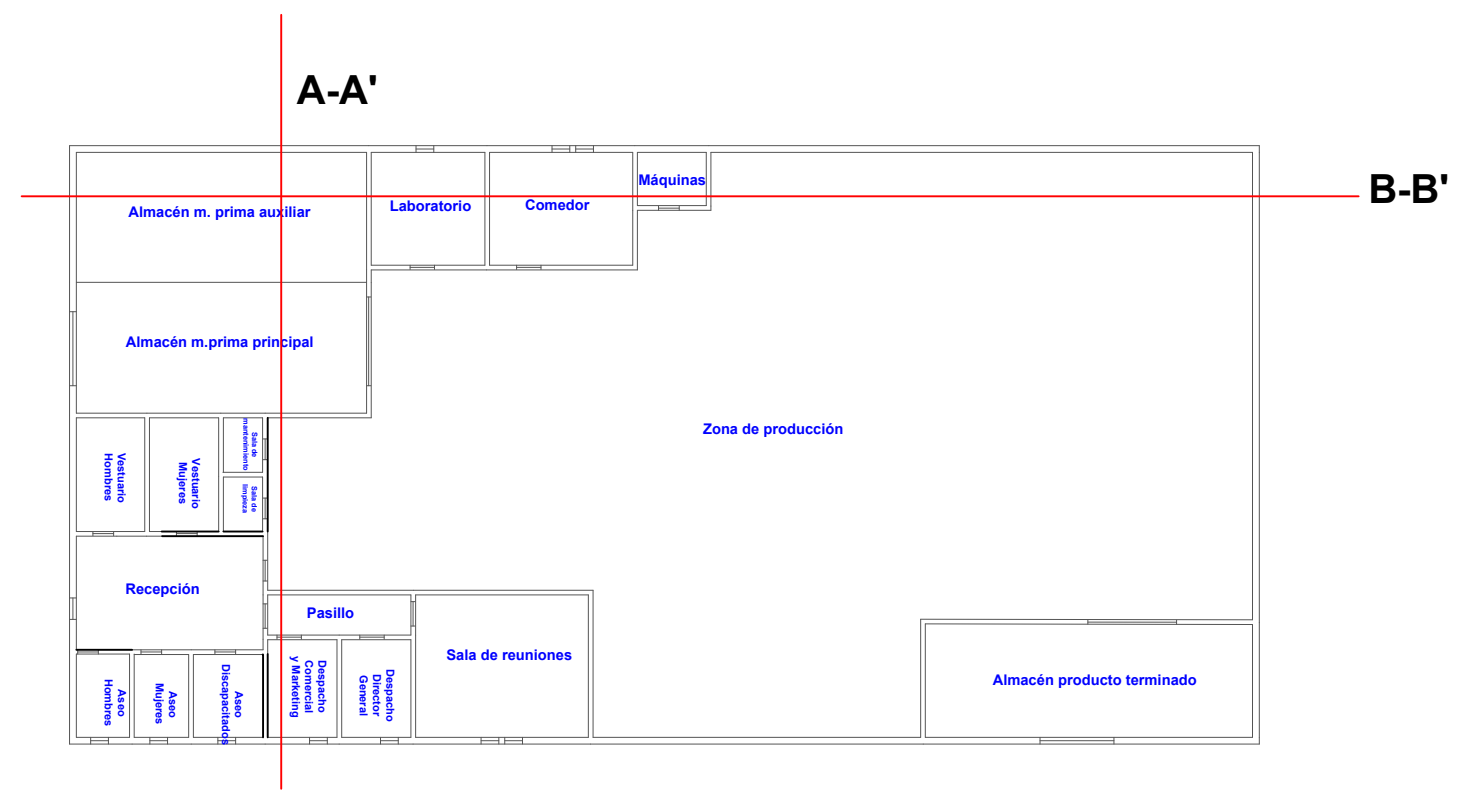 A-A'
B-B'
Máquinas
Almacén m. prima auxiliar
Laboratorio
Comedor
Almacén m.prima principal
Zona de producción
Vestuario
Hombres
Vestuario
Mujeres
Sala de
mantenimiento
Sala de
limpieza
Recepción
Pasillo
Sala de reuniones
Almacén producto terminado
Aseo
Hombres
Aseo
Mujeres
Aseo
Discapacitados
Despacho
Comercial
y Marketing
Despacho
Director
General